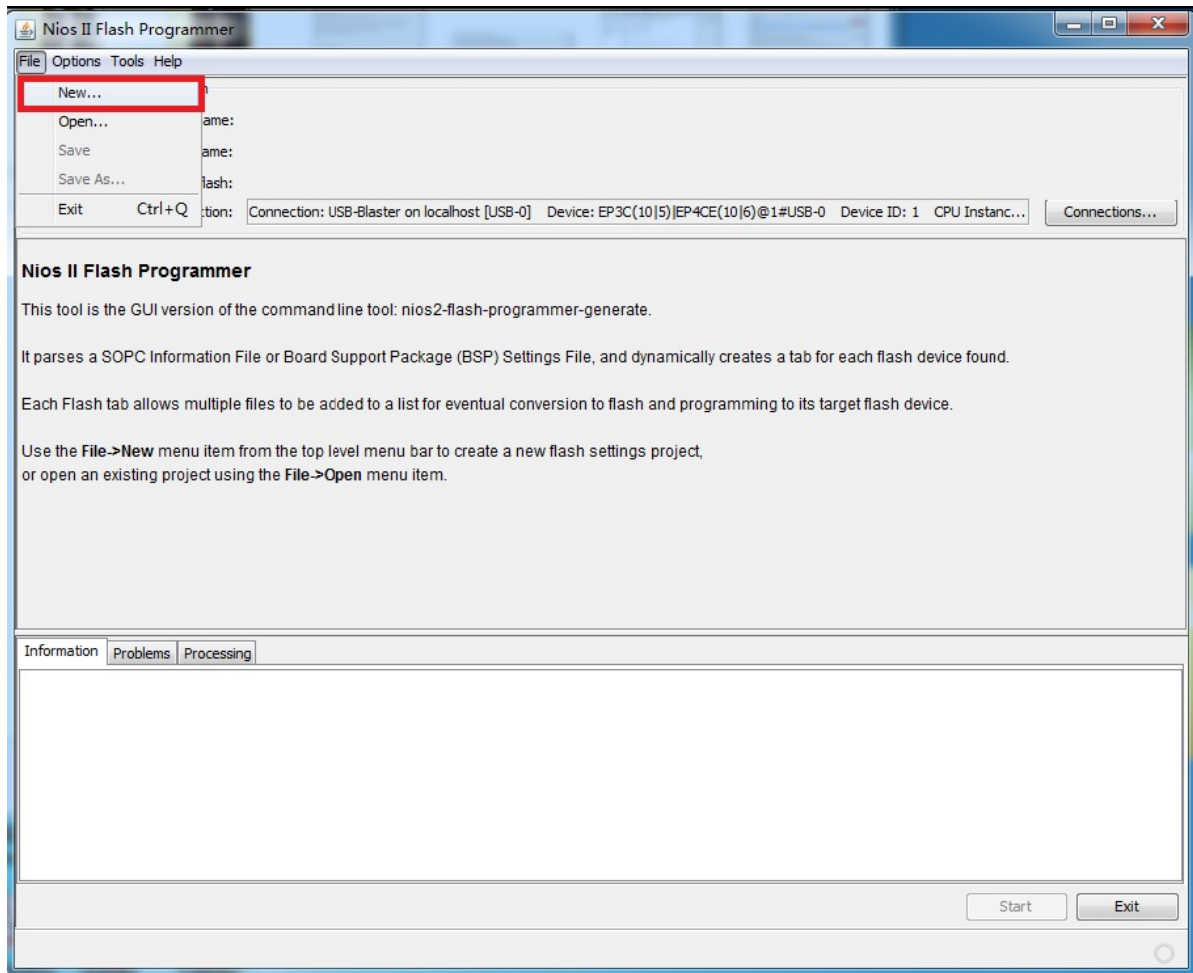 Nios II Flash Programmer
File Options Tools Help
New...
Open...
ame:
Save
ame:
Save As...
lash:
Exit Ctrl+Q
tion: Connection: USB-Blaster on localhost [USB-0] Device: EP3C(10|5)|EP4CE(10|6)@1#USB-0 Device ID: 1 CPU Instanc... Connections...
Nios II Flash Programmer
This tool is the GUI version of the command line tool: nios2-flash-programmer-generate.
It parses a SOPC Information File or Board Support Package (BSP) Settings File, and dynamically creates a tab for each flash device found.
Each Flash tab allows multiple files to be added to a list for eventual conversion to flash and programming to its target flash device.
Use the File->New menu item from the top level menu bar to create a new flash settings project,
or open an existing project using the File->Open menu item.
Information Problems Processing
Start Exit